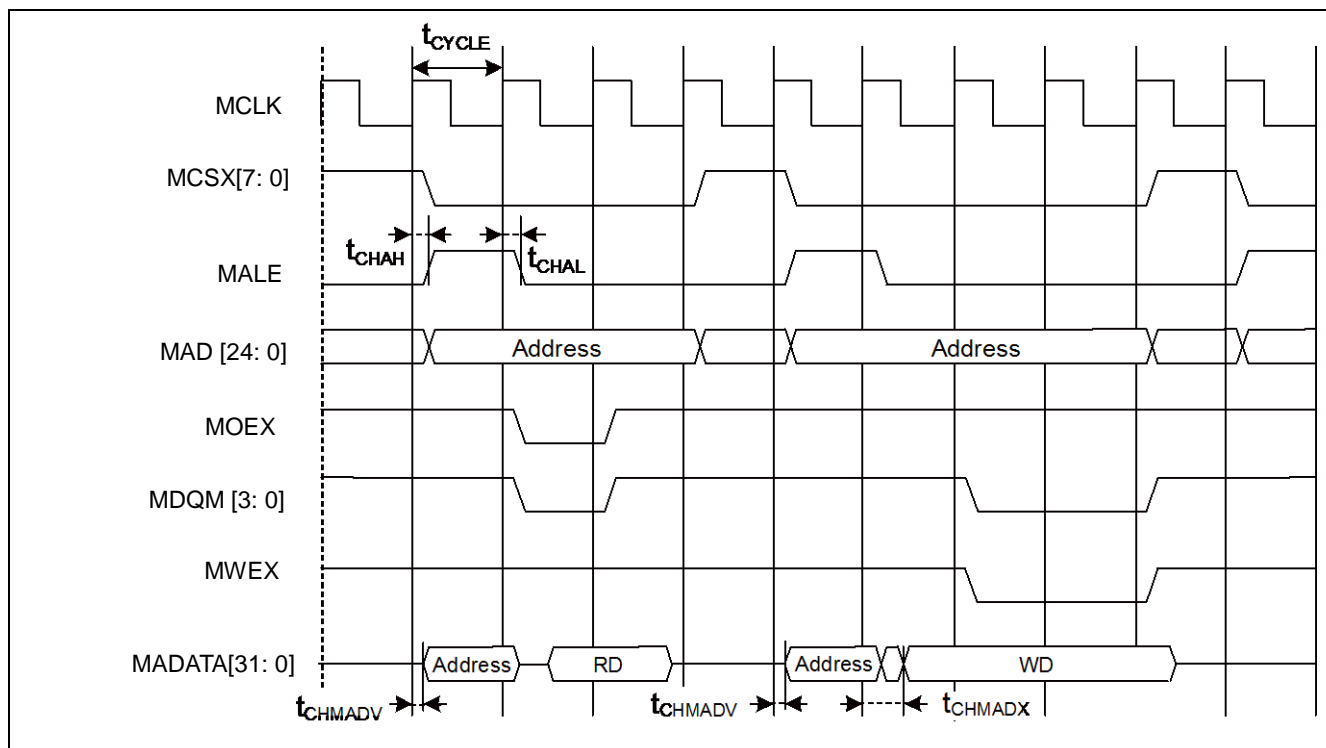 tCYCLE
MCLK
MCSX[7: 0]
tCHAH
tCHAL
MALE
MAD [24: 0]
Address
Address
MOEX
MDQM [3: 0]
MWEX
MADATA[31: 0]
Address
RD
Address
WD
tCHMADV
tCHMADV
tCHMADX